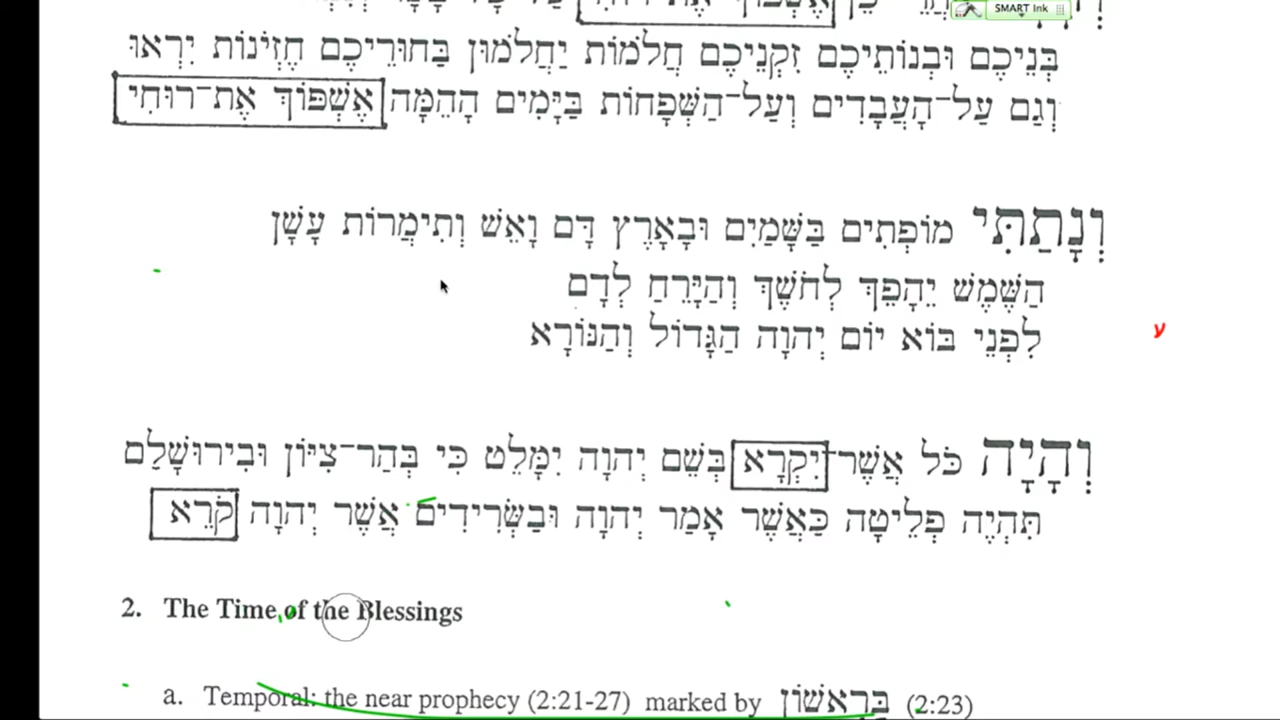 SMART Ink
בְּנֵיכֶם וּבְנוֹתֵיכֶם זִקְנֵיכֶם חֲלֹמוֹת יַחֲלֹמוּן בַּחוּרֵיכֶם חֶזְיֹנוֹת יִרְאוּ
וְגַם עַל־הָעֲבָדִים וְעַל־הַשְּׁפָחוֹת בַּיָּמִים הָהֵמָּה אֶשְׁפּוֹךְ אֶת־רוּחִי
וְנָתַתִּי מוֹפְתִים בַּשָּׁמַיִם וּבָאָרֶץ דָּם וָאֵשׁ וְתִימֲרוֹת עָשָׁן
הַשֶּׁמֶשׁ יֵהָפֵךְ לְחֹשֶׁךְ וְהַיָּרֵחַ לְדָם
לִפְנֵי בּוֹא יוֹם יְהוָה הַגָּדוֹל וְהַנּוֹרָא
וְהָיָה כֹּל אֲשֶׁר־יִקְרָא בְּשֵׁם יְהוָה יִמָּלֵט כִּי בְּהַר־צִיּוֹן וּבִירוּשָׁלַםִ
תִּהְיֶה פְלֵיטָה כַּאֲשֶׁר אָמַר יְהוָה וּבַשְּׂרִידִים אֲשֶׁר יְהוָה קֹרֵא
2. The Time of the Blessings
a. Temporal: the near prophecy (2:21-27) marked by בָּרִאשׁוֹן (2:23)